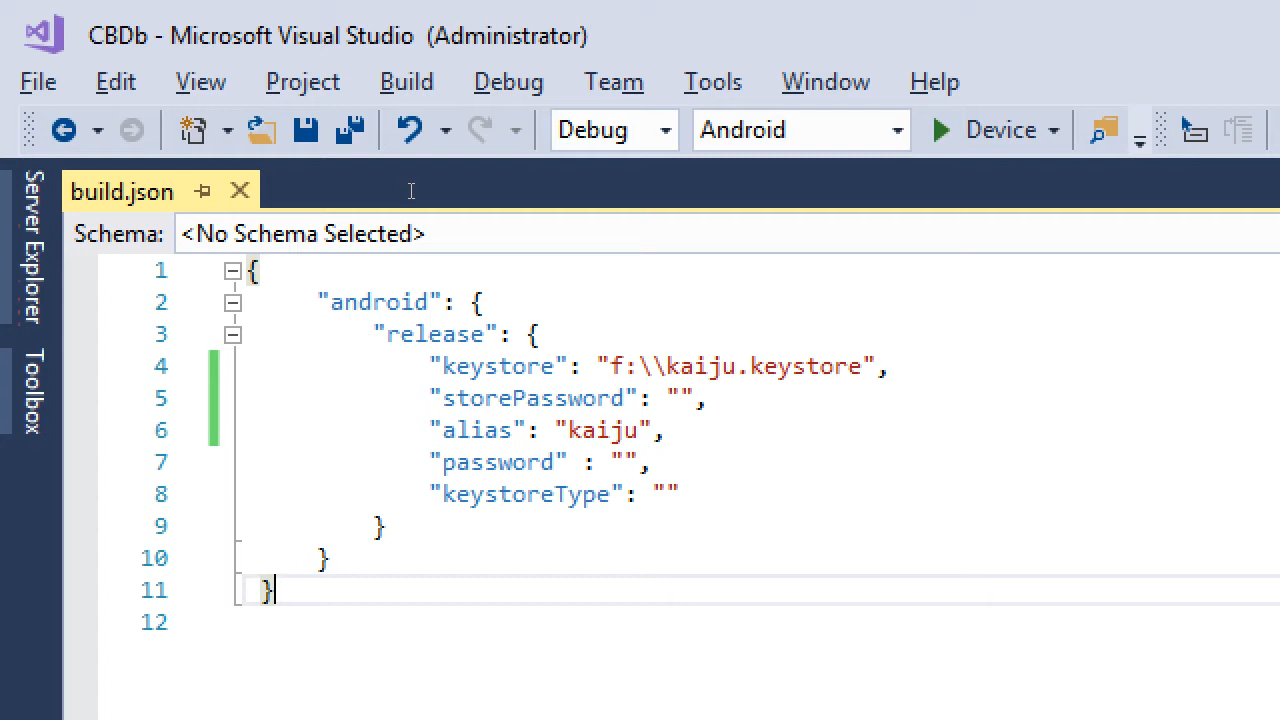 CBDb - Microsoft Visual Studio (Administrator)
File Edit View Project Build Debug Team Tools Window Help
Debug Android Device
build.json
Schema: <No Schema Selected>
Server Explorer
Toolbox
1 {
2 "android": {
3 "release": {
4 "keystore": "f:\\kaiju.keystore",
5 "storePassword": "",
6 "alias": "kaiju",
7 "password" : "",
8 "keystoreType": ""
9 }
10 }
11 }
12